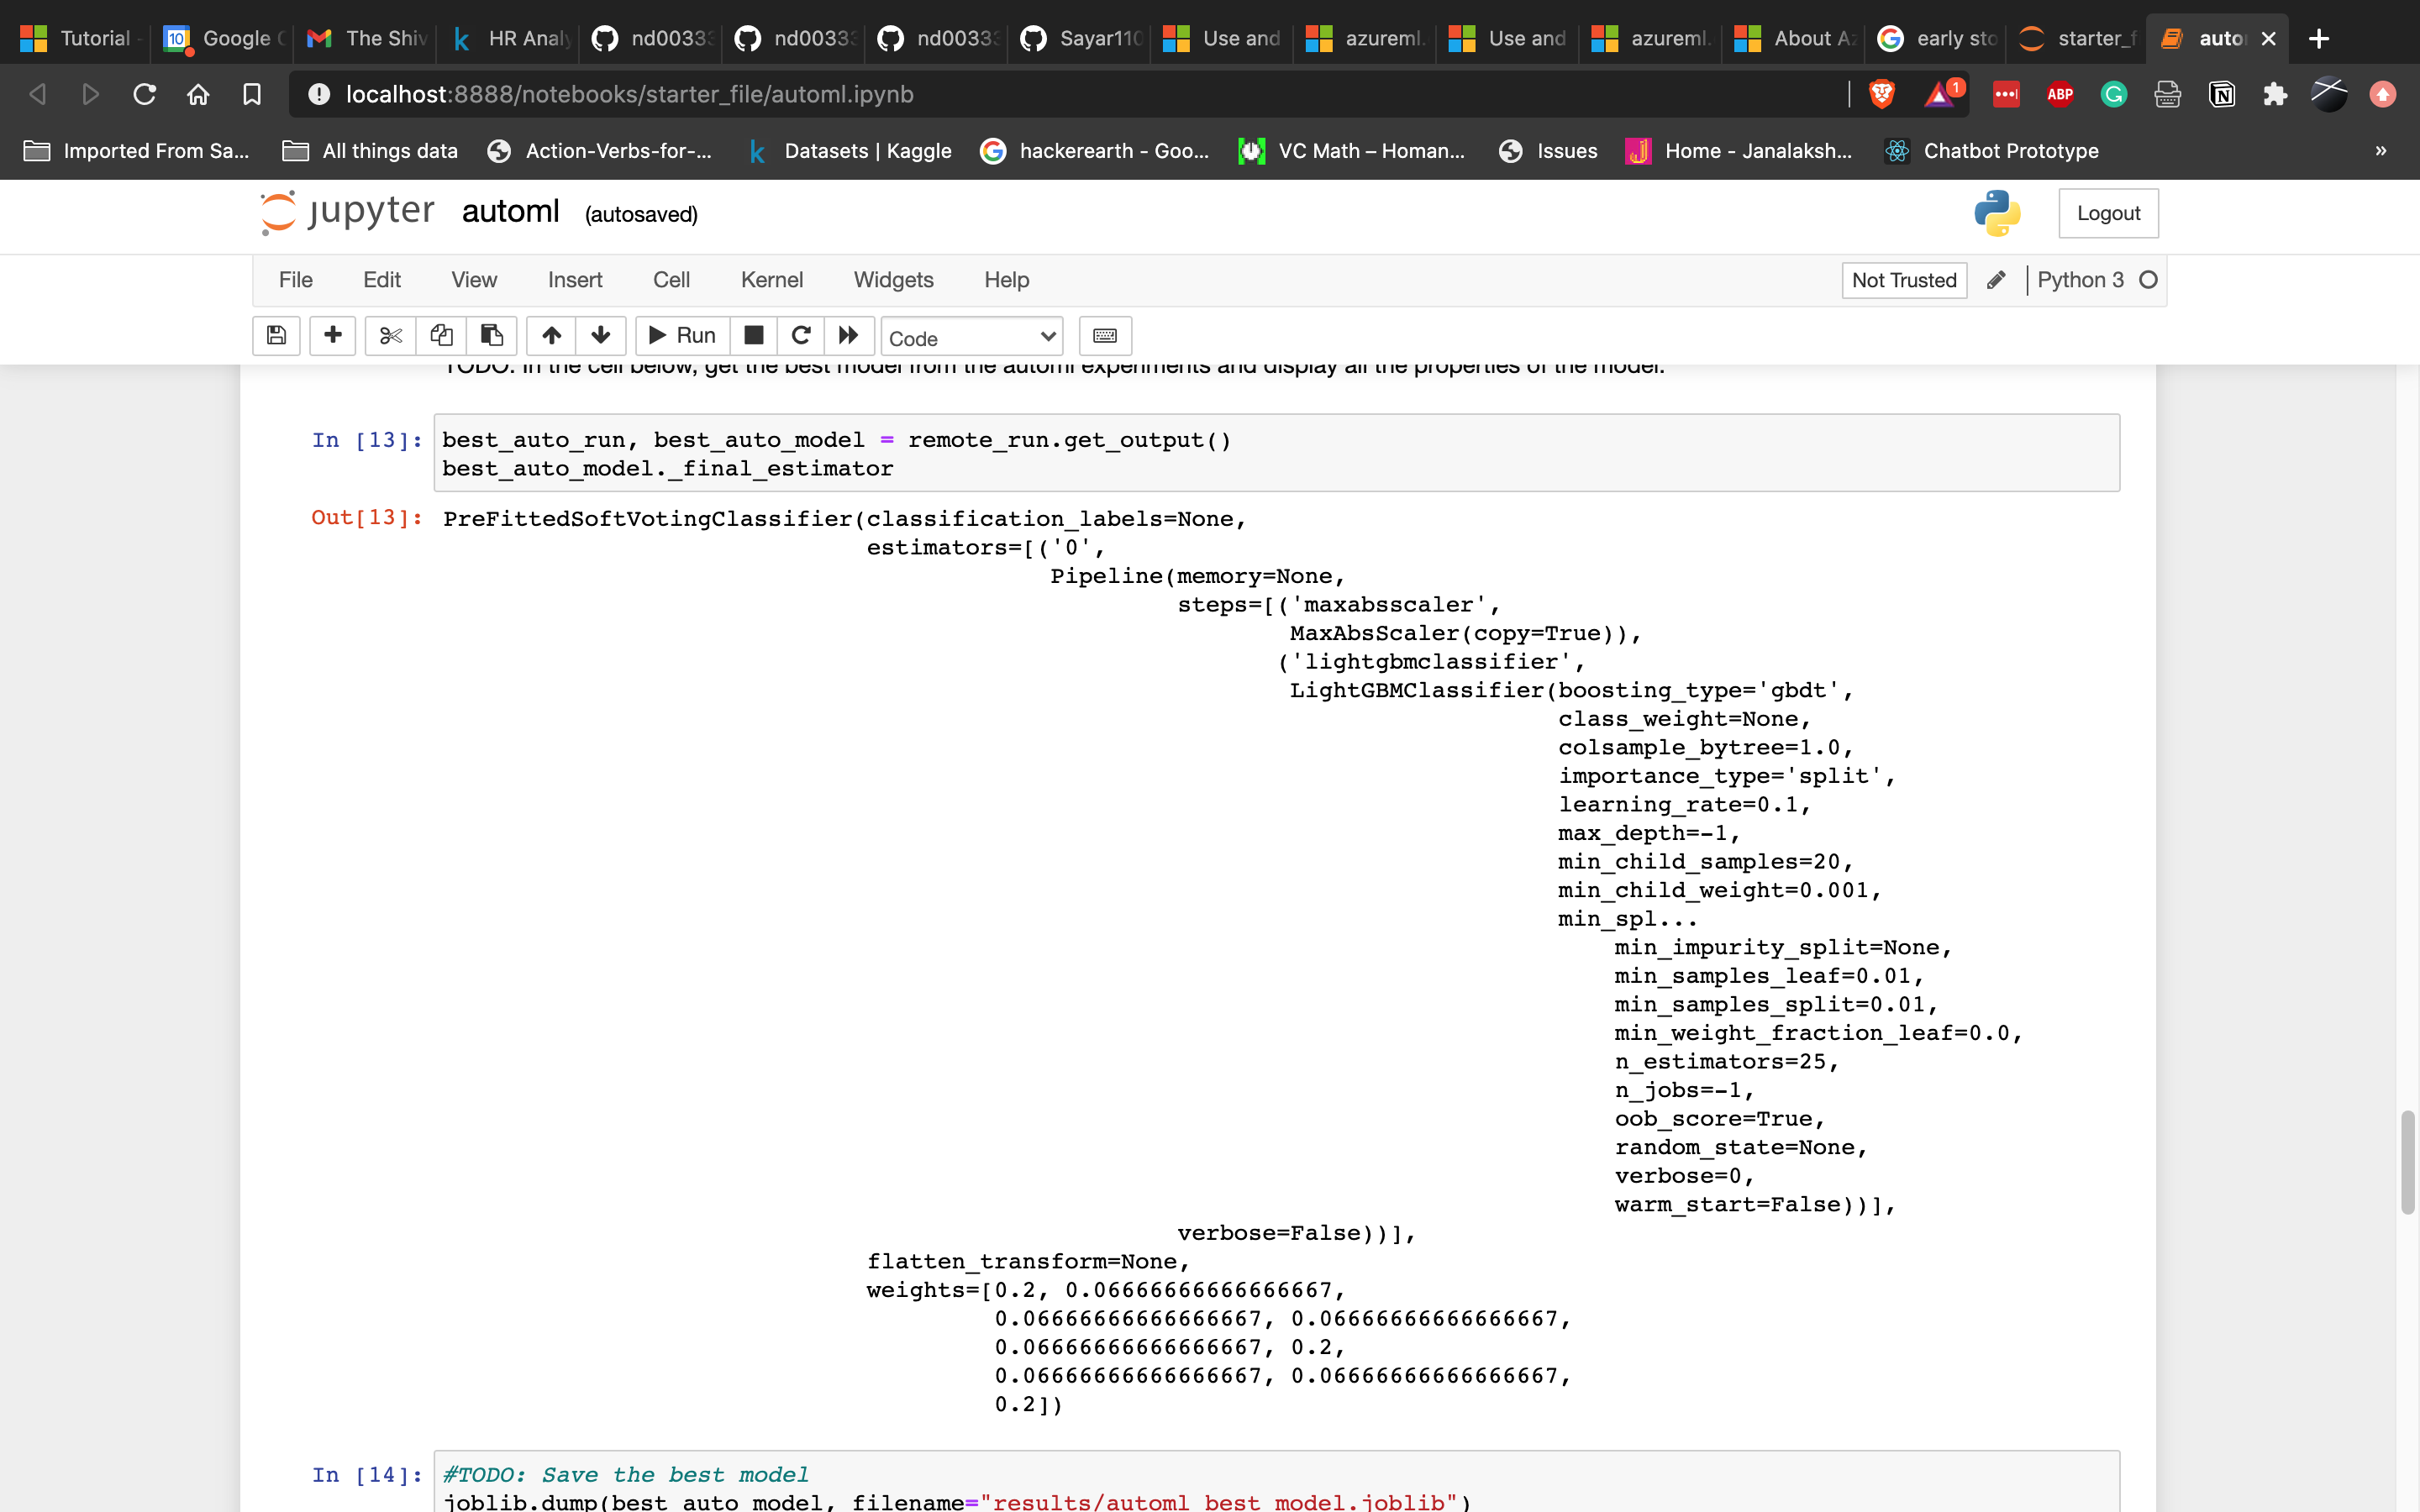 Tutorial
Google C
The Shiv
HR Analy
nd00333
nd00333
nd00333
Sayar110
Use and
azureml.
Use and
azureml.
About Az
early sto
starter_f
auto
localhost:8888/notebooks/starter_file/automl.ipynb
1
ABP
Imported From Sa...
All things data
Action-Verbs-for-...
Datasets | Kaggle
hackerearth - Goo...
VC Math – Homan...
Issues
Home - Janalaksh...
Chatbot Prototype
»
jupyter automl (autosaved)
Logout
File Edit View Insert Cell Kernel Widgets Help
Not Trusted
Python 3
Run
Code
TODO: In the cell below, get the best model from the automl experiments and display all the properties of the model.
In [13]: best_auto_run, best_auto_model = remote_run.get_output()
best_auto_model._final_estimator
Out[13]: PreFittedSoftVotingClassifier(classification_labels=None,
estimators=[('0',
Pipeline(memory=None,
steps=[('maxabsscaler',
MaxAbsScaler(copy=True)),
('lightgbmclassifier',
LightGBMClassifier(boosting_type='gbdt',
class_weight=None,
colsample_bytree=1.0,
importance_type='split',
learning_rate=0.1,
max_depth=-1,
min_child_samples=20,
min_child_weight=0.001,
min_spl...
min_impurity_split=None,
min_samples_leaf=0.01,
min_samples_split=0.01,
min_weight_fraction_leaf=0.0,
n_estimators=25,
n_jobs=-1,
oob_score=True,
random_state=None,
verbose=0,
warm_start=False))],
verbose=False))],
flatten_transform=None,
weights=[0.2, 0.06666666666666667,
0.06666666666666667, 0.06666666666666667,
0.06666666666666667, 0.2,
0.06666666666666667, 0.06666666666666667,
0.2])
In [14]: #TODO: Save the best model
joblib.dump(best_auto_model, filename="results/automl_best_model.joblib")